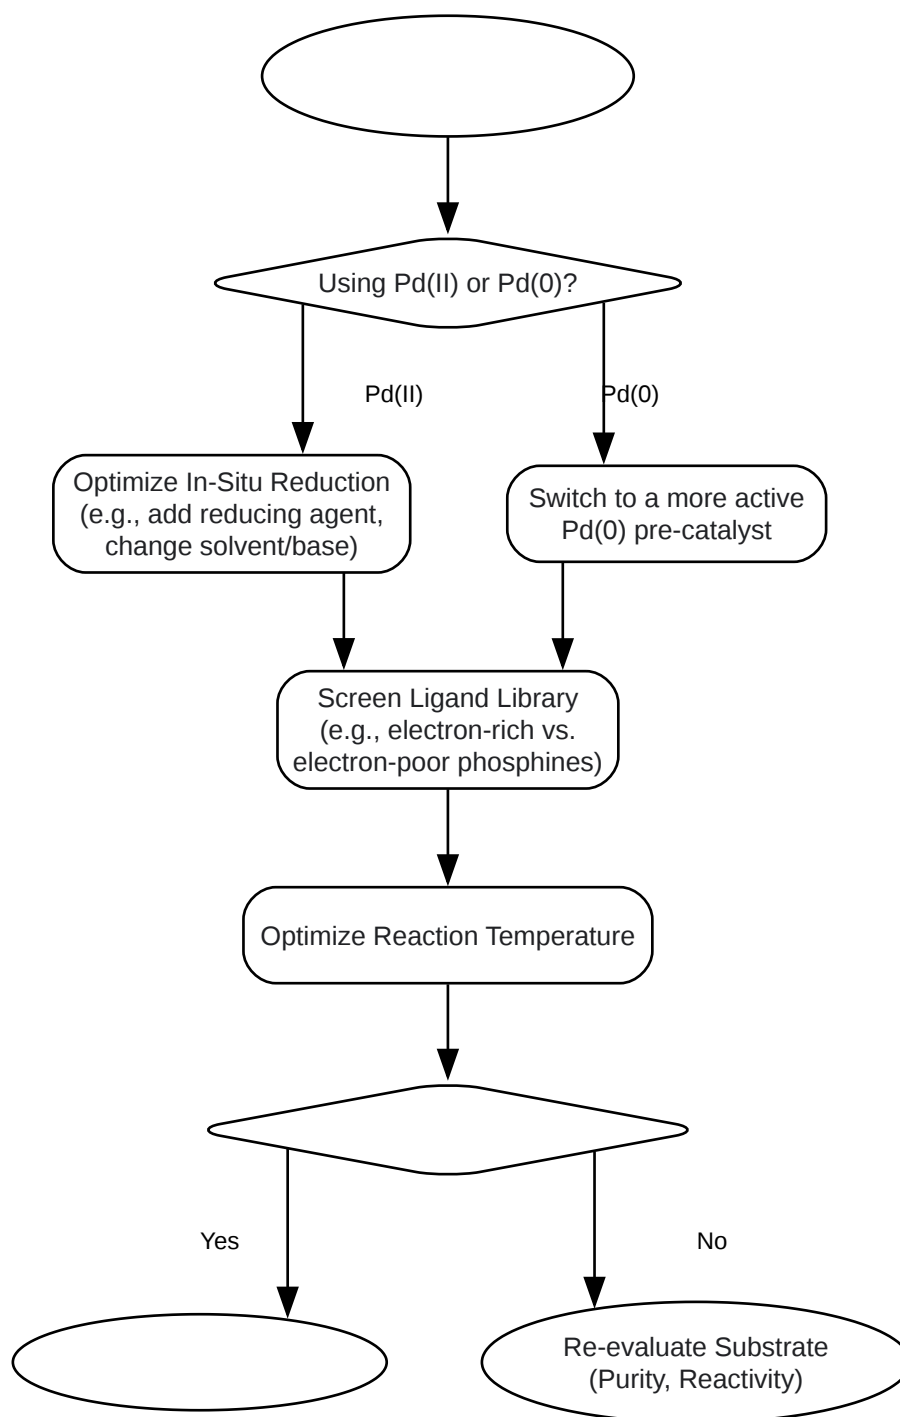 Using Pd(II) or Pd(0)?
Pd(II)
Pd(0)
Optimize In-Situ Reduction
(e.g., add reducing agent,
change solvent/base)
Switch to a more active
Pd(0) pre-catalyst
Screen Ligand Library
(e.g., electron-rich vs.
electron-poor phosphines)
Optimize Reaction Temperature
Yes
No
Re-evaluate Substrate
(Purity, Reactivity)